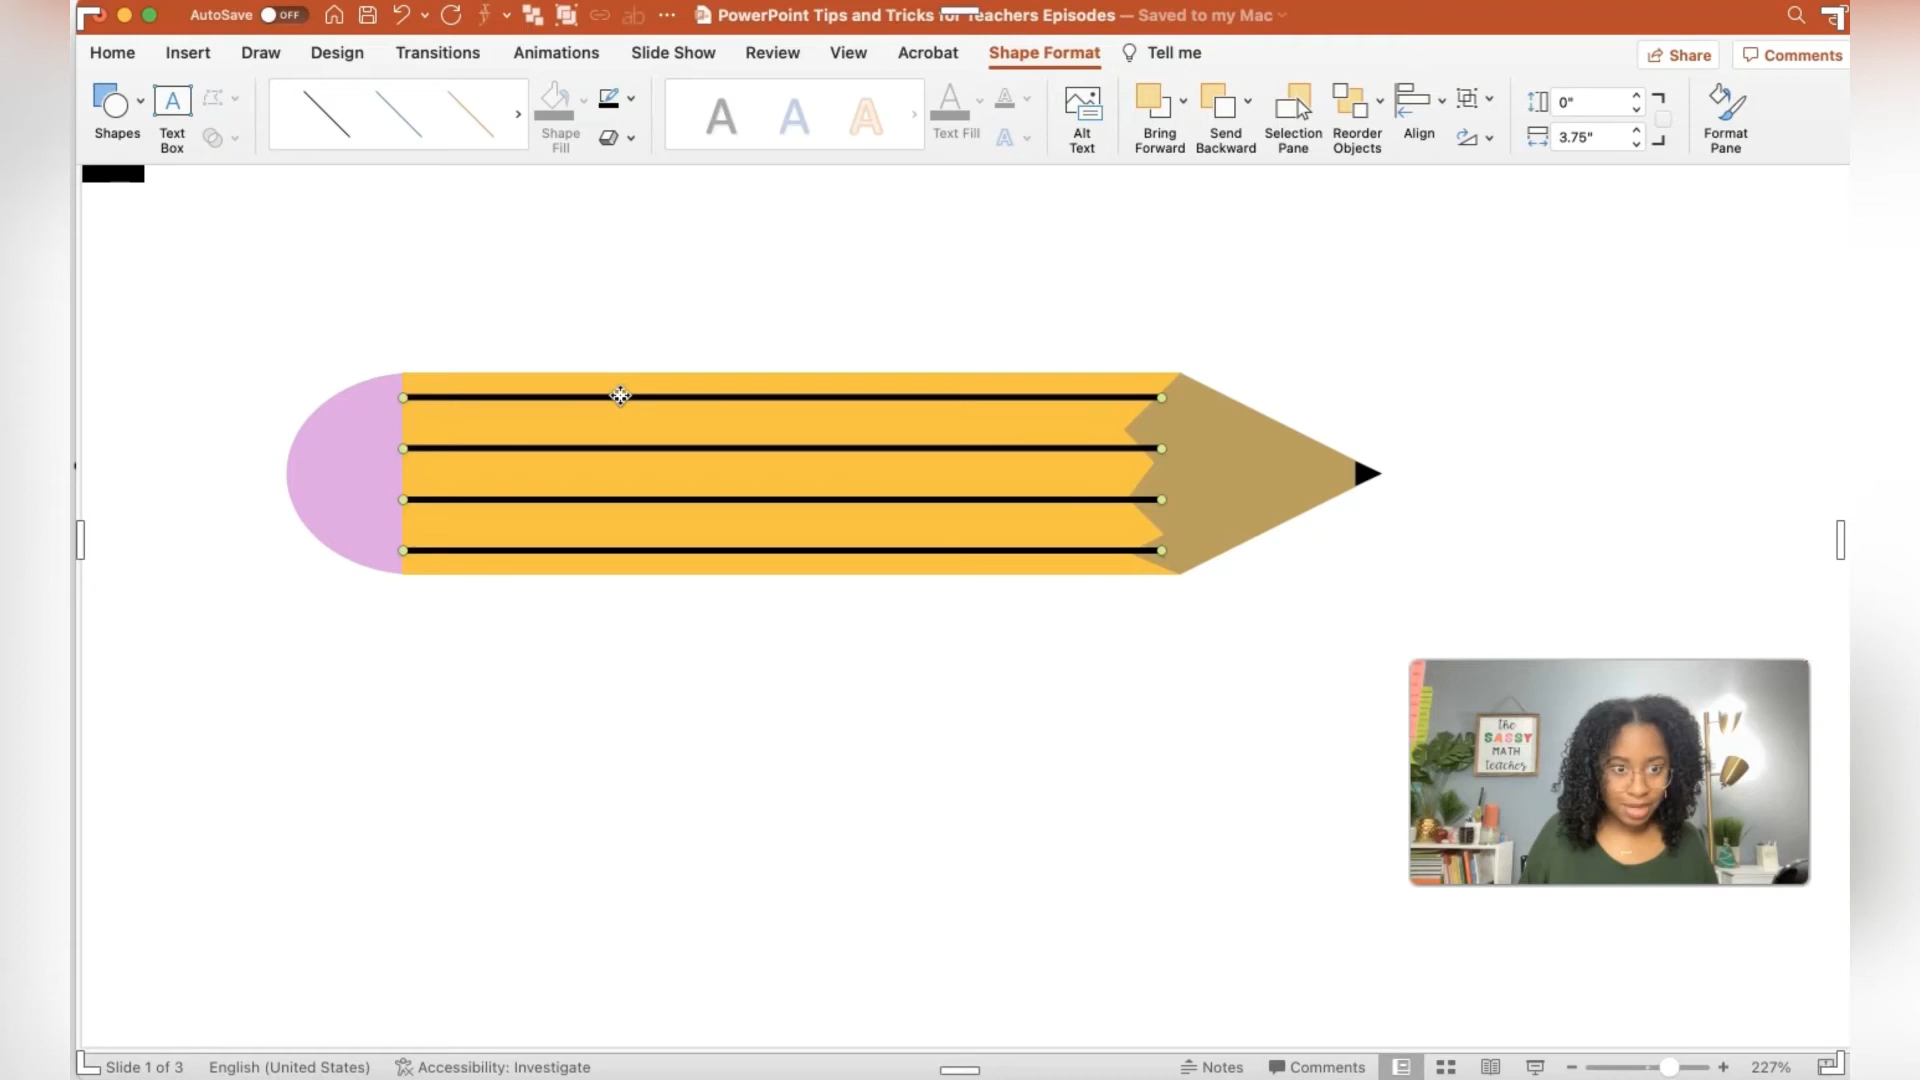 AutoSave OFF
PowerPoint Tips and Tricks for Teachers Episodes — Saved to my Mac
Home Insert Draw Design Transitions Animations Slide Show Review View Acrobat Shape Format Tell me Share Comments
Shapes
Text
Box
Shape
Fill
A A A
Text Fill
Alt
Text
Bring
Forward
Send
Backward
Selection
Pane
Reorder
Objects
Align
0"
3.75"
Format
Pane
the
SASSY
MATH
teacher
Slide 1 of 3 English (United States) Accessibility: Investigate Notes Comments 227%